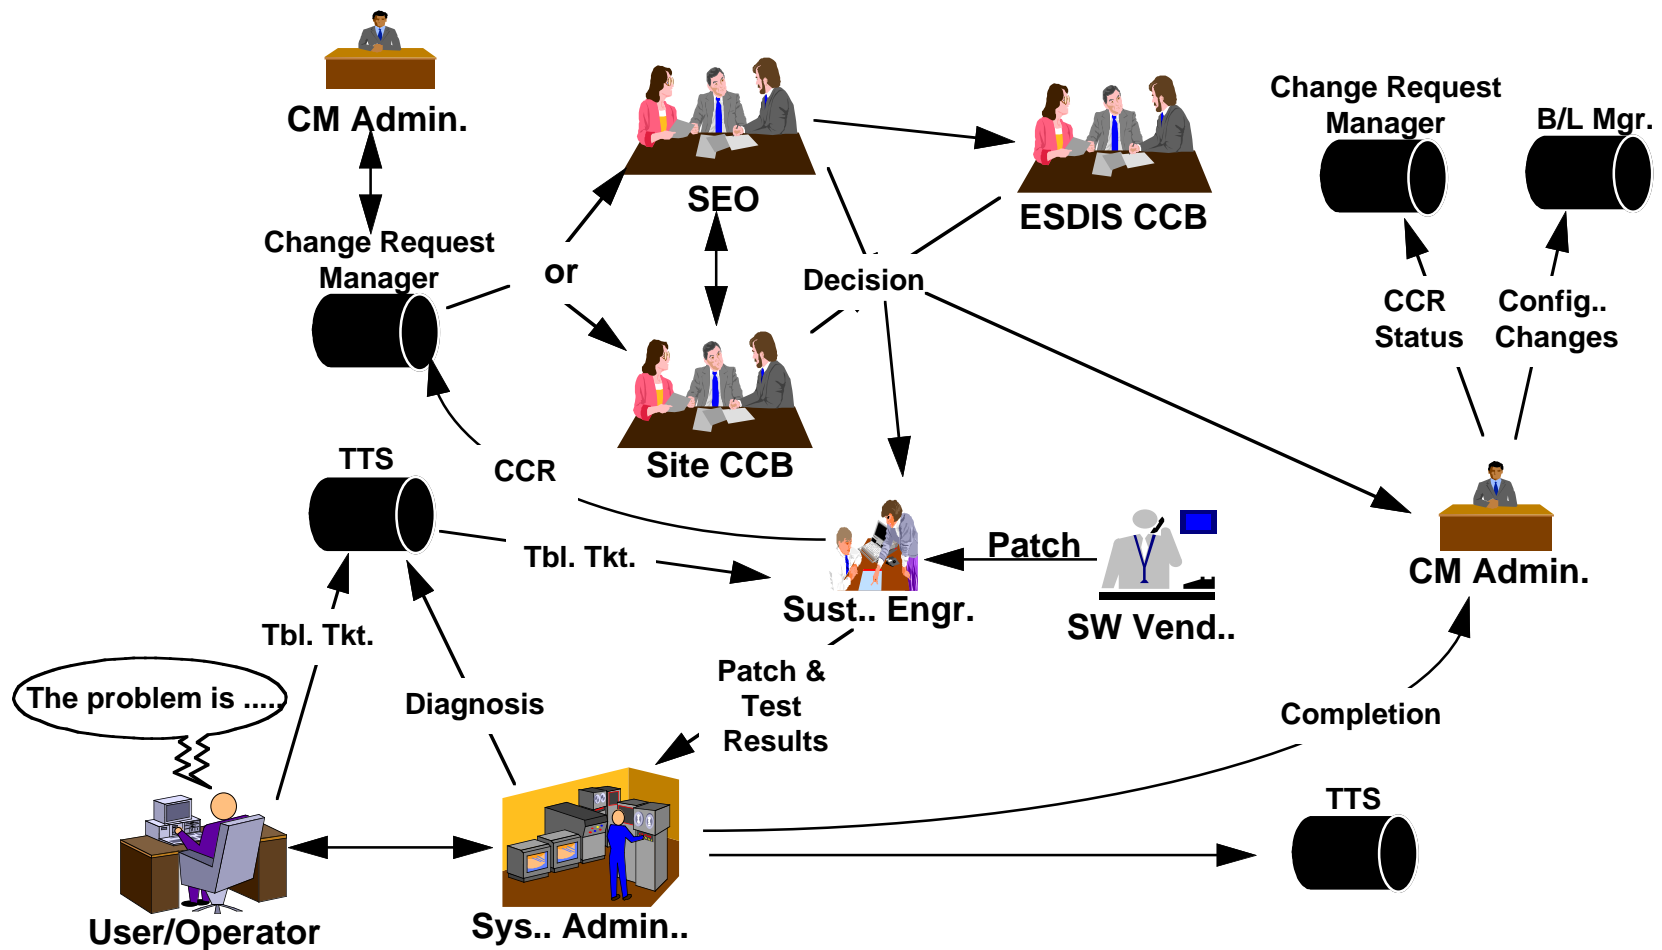 CM Admin.
Change Request
Manager
or
SEO
Site CCB
ESDIS CCB
Decision
Change Request
Manager
B/L Mgr.
CCR
Status
Config..
Changes
CM Admin.
TTS
CCR
Tbl. Tkt.
Tbl. Tkt.
Sust.. Engr.
Patch
SW Vend..
The problem is .....
Diagnosis
Patch &
Test
Results
Completion
TTS
User/Operator
Sys.. Admin..